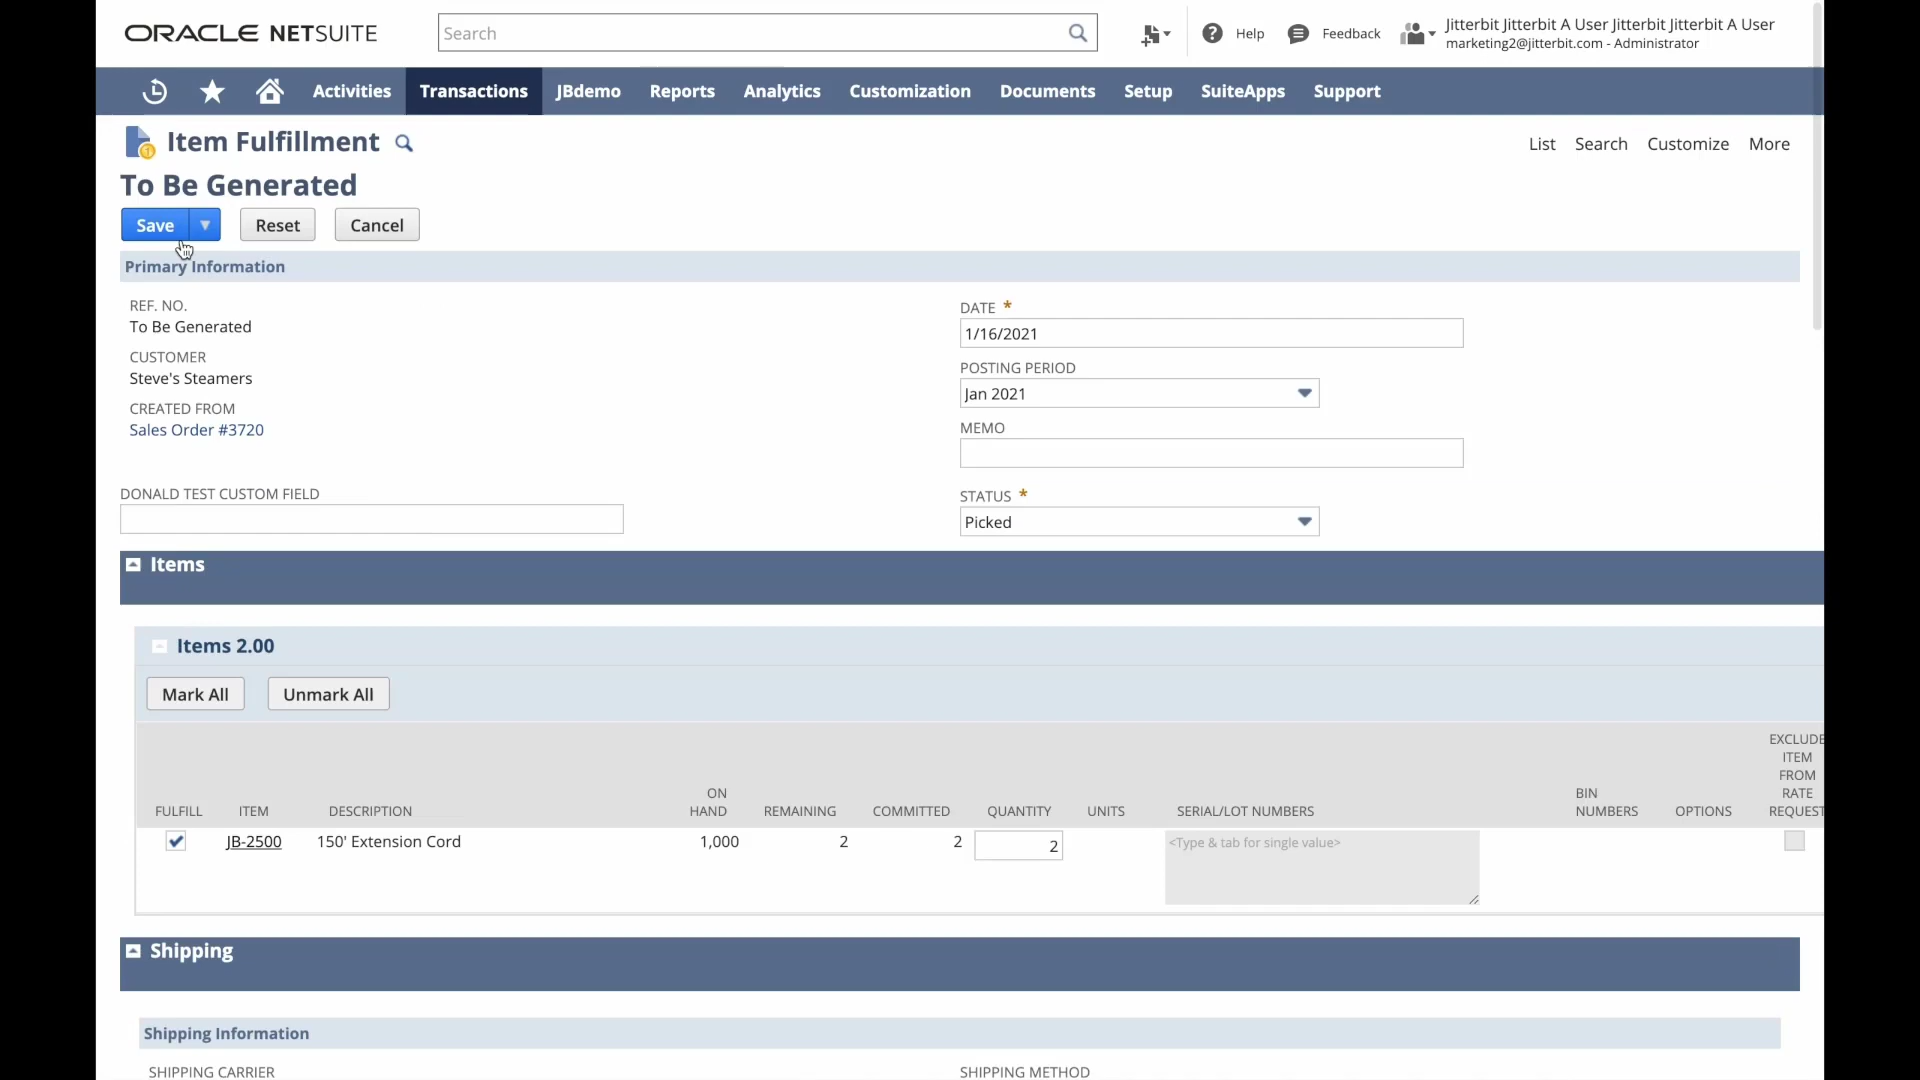 ORACLE NETSUITE
Search
Help
Feedback
Jitterbit Jitterbit A User Jitterbit Jitterbit A User
marketing2@jitterbit.com - Administrator
Activities Transactions JBdemo Reports Analytics Customization Documents Setup SuiteApps Support
Item Fulfillment
List Search Customize More
To Be Generated
Save Reset Cancel
Primary Information
REF. NO.
To Be Generated
CUSTOMER
Steve's Steamers
CREATED FROM
Sales Order #3720
DONALD TEST CUSTOM FIELD
DATE *
1/16/2021
POSTING PERIOD
Jan 2021
MEMO
STATUS *
Picked
Items
Items 2.00
Mark All Unmark All
FULFILL ITEM DESCRIPTION ON HAND REMAINING COMMITTED QUANTITY UNITS SERIAL/LOT NUMBERS BIN NUMBERS OPTIONS EXCLUDE ITEM FROM RATE REQUEST
JB-2500 150' Extension Cord 1,000 2 2 2 <Type & tab for single value>
Shipping
Shipping Information
SHIPPING CARRIER SHIPPING METHOD